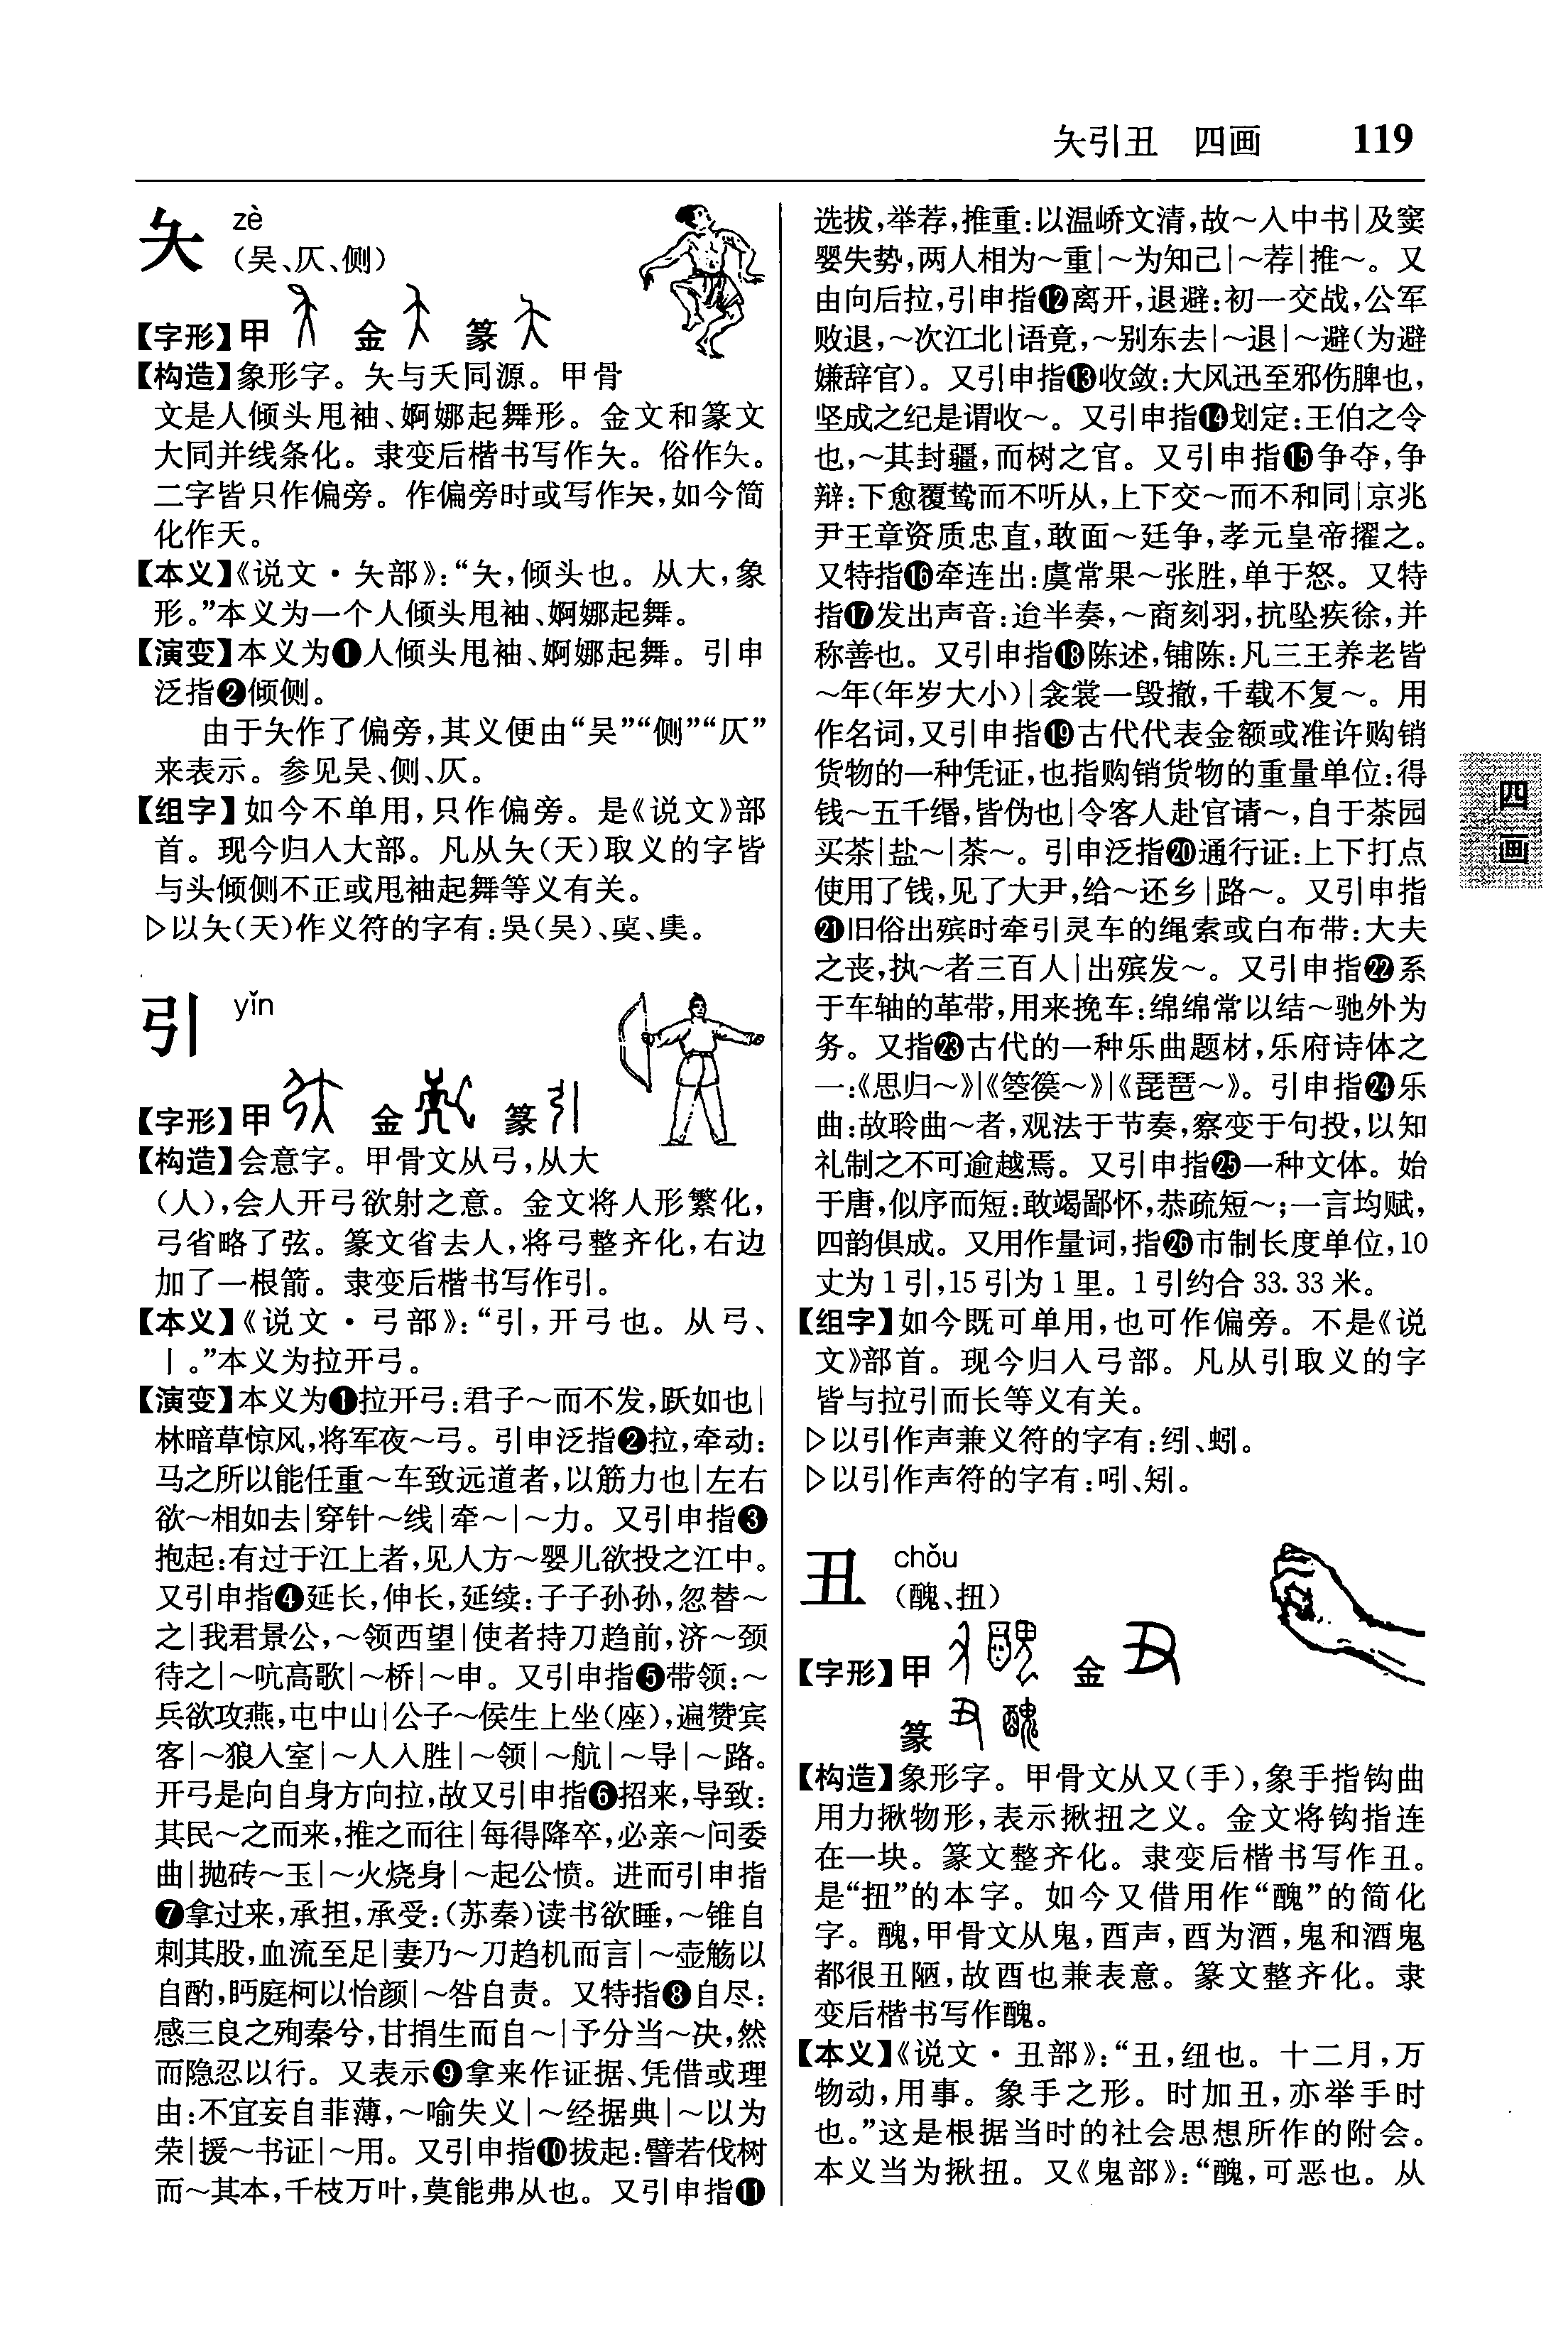 夨引丑　四画　119
夨 zè
（吴、仄、侧）
【字形】甲　金　篆
【构造】象形字。夨与夭同源。甲骨
文是人倾头甩袖、婀娜起舞形。金文和篆文
大同并线条化。隶变后楷书写作夨。俗作
二字皆只作偏旁。作偏旁时或写作，如今简
化作天。
【本义】《说文·夨部》：“夨，倾头也。从大，象
形。”本义为一个人倾头甩袖、婀娜起舞。
【演变】本义为❶人倾头甩袖、婀娜起舞。引申
泛指❷倾侧。
由于夨作了偏旁，其义便由“吴”“侧”“仄”
来表示。参见吴、侧、仄。
【组字】如今不单用，只作偏旁。是《说文》部
首。现今归入大部。凡从夨（天）取义的字皆
与头倾侧不正或甩袖起舞等义有关。
▷以夨（天）作义符的字有：吳（吴）、
引 yǐn
【字形】甲　金　篆
【构造】会意字。甲骨文从弓，从大
（人），会人开弓欲射之意。金文将人形繁化，
弓省略了弦。篆文省去人，将弓整齐化，右边
加了一根箭。隶变后楷书写作引。
【本义】《说文·弓部》：“引，开弓也。从弓、
丨。”本义为拉开弓。
【演变】本义为❶拉开弓：君子～而不发，跃如也|
林暗草惊风，将军夜～弓。引申泛指❷拉，牵动：
马之所以能任重～车致远道者，以筋力也|左右
欲～相如去|穿针～线|牵～|～力。又引申指❸
抱起：有过于江上者，见人方～婴儿欲投之江中。
又引申指❹延长，伸长，延续：子子孙孙，忽替～
之|我君景公，～领西望|使者持刀趋前，济～颈
待之|～吭高歌|～桥|～申。又引申指❺带领：～
兵欲攻燕，屯中山|公子～侯生上坐（座），遍赞宾
客|～狼入室|～人入胜|～领|～航|～导|～路。
开弓是向自身方向拉，故又引申指❻招来，导致：
其民～之而来，推之而往|每得降卒，必亲～问委
曲|抛砖～玉|～火烧身|～起公愤。进而引申指
❼拿过来，承担，承受：（苏秦）读书欲睡，～锥自
刺其股，血流至足|妻乃～刀趋机而言|～壶觞以
自酌，眄庭柯以怡颜|～咎自责。又特指❽自尽：
感三良之殉秦兮，甘捐生而自～|予分当～决，然
而隐忍以行。又表示❾拿来作证据、凭借或理
由：不宜妄自菲薄，～喻失义|～经据典|～以为
荣|援～书证|～用。又引申指❿拔起：譬若伐树
而～其本，千枝万叶，莫能弗从也。又引申指⓫
选拔，举荐，推重：以温峤文清，故～入中书|及窦
婴失势，两人相为～重|～为知己|～荐|推～。又
由向后拉，引申指⓬离开，退避：初一交战，公军
败退，～次江北|语竟，～别东去|～退|～避（为避
嫌辞官）。又引申指⓭收敛：大风迅至邪伤脾也，
坚成之纪是谓收～。又引申指⓮划定：王伯之令
也，～其封疆，而树之官。又引申指⓯争夺，争
辩：下愈覆鸷而不听从，上下交～而不和同|京兆
尹王章资质忠直，敢面～廷争，孝元皇帝擢之。
又特指⓰牵连出：虞常果～张胜，单于怒。又特
指⓱发出声音：迨半奏，～商刻羽，抗坠疾徐，并
称善也。又引申指⓲陈述，铺陈：凡三王养老皆
～年（年岁大小）|衾裳一毁撤，千载不复～。用
作名词，又引申指⓳古代代表金额或准许购销
货物的一种凭证，也指购销货物的重量单位：得
钱～五千缗，皆伪也|令客人赴官请～，自于茶园
买茶|盐～|茶～。引申泛指⓴通行证：上下打点
使用了钱，见了大尹，给～还乡|路～。又引申指
㉑旧俗出殡时牵引灵车的绳索或白布带：大夫
之丧，执～者三百人|出殡发～。又引申指㉒系
于车轴的革带，用来挽车：绵绵常以结～驰外为
务。又指㉓古代的一种乐曲题材，乐府诗体之
一：《思归～》|《箜篌～》|《琵琶～》。引申指㉔乐
曲：故聆曲～者，观法于节奏，察变于句投，以知
礼制之不可逾越焉。又引申指㉕一种文体。始
于唐，似序而短：敢竭鄙怀，恭疏短～；一言均赋，
四韵俱成。又用作量词，指㉖市制长度单位，10
丈为1引，15引为1里。1引约合33.33米。
【组字】如今既可单用，也可作偏旁。不是《说
文》部首。现今归入弓部。凡从引取义的字
皆与拉引而长等义有关。
▷以引作声兼义符的字有：纼、蚓。
▷以引作声符的字有：吲、矧。
丑 chǒu
（醜、扭）
【字形】甲　金
篆
【构造】象形字。甲骨文从又（手），象手指钩曲
用力揪物形，表示揪扭之义。金文将钩指连
在一块。篆文整齐化。隶变后楷书写作丑。
是“扭”的本字。如今又借用作“醜”的简化
字。醜，甲骨文从鬼，酉声，酉为酒，鬼和酒鬼
都很丑陋，故酉也兼表意。篆文整齐化。隶
变后楷书写作醜。
【本义】《说文·丑部》：“丑，纽也。十二月，万
物动，用事。象手之形。时加丑，亦举手时
也。”这是根据当时的社会思想所作的附会。
本义当为揪扭。又《鬼部》：“醜，可恶也。从
四画